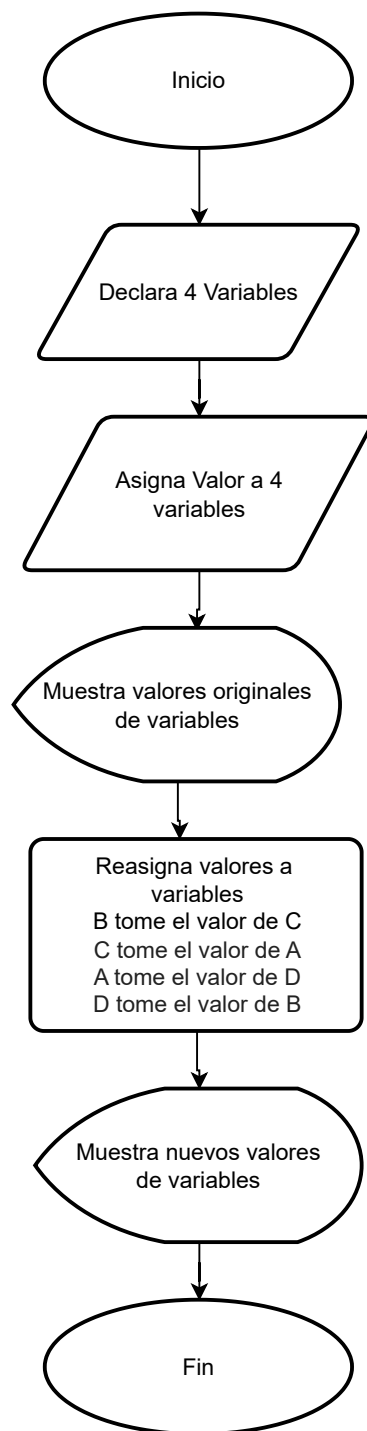 Inicio
Declara 4 Variables
Asigna Valor a 4
variables
Muestra valores originales
de variables
Reasigna valores a
variables
B tome el valor de C
C tome el valor de A
A tome el valor de D
D tome el valor de B
Muestra nuevos valores
de variables
Fin